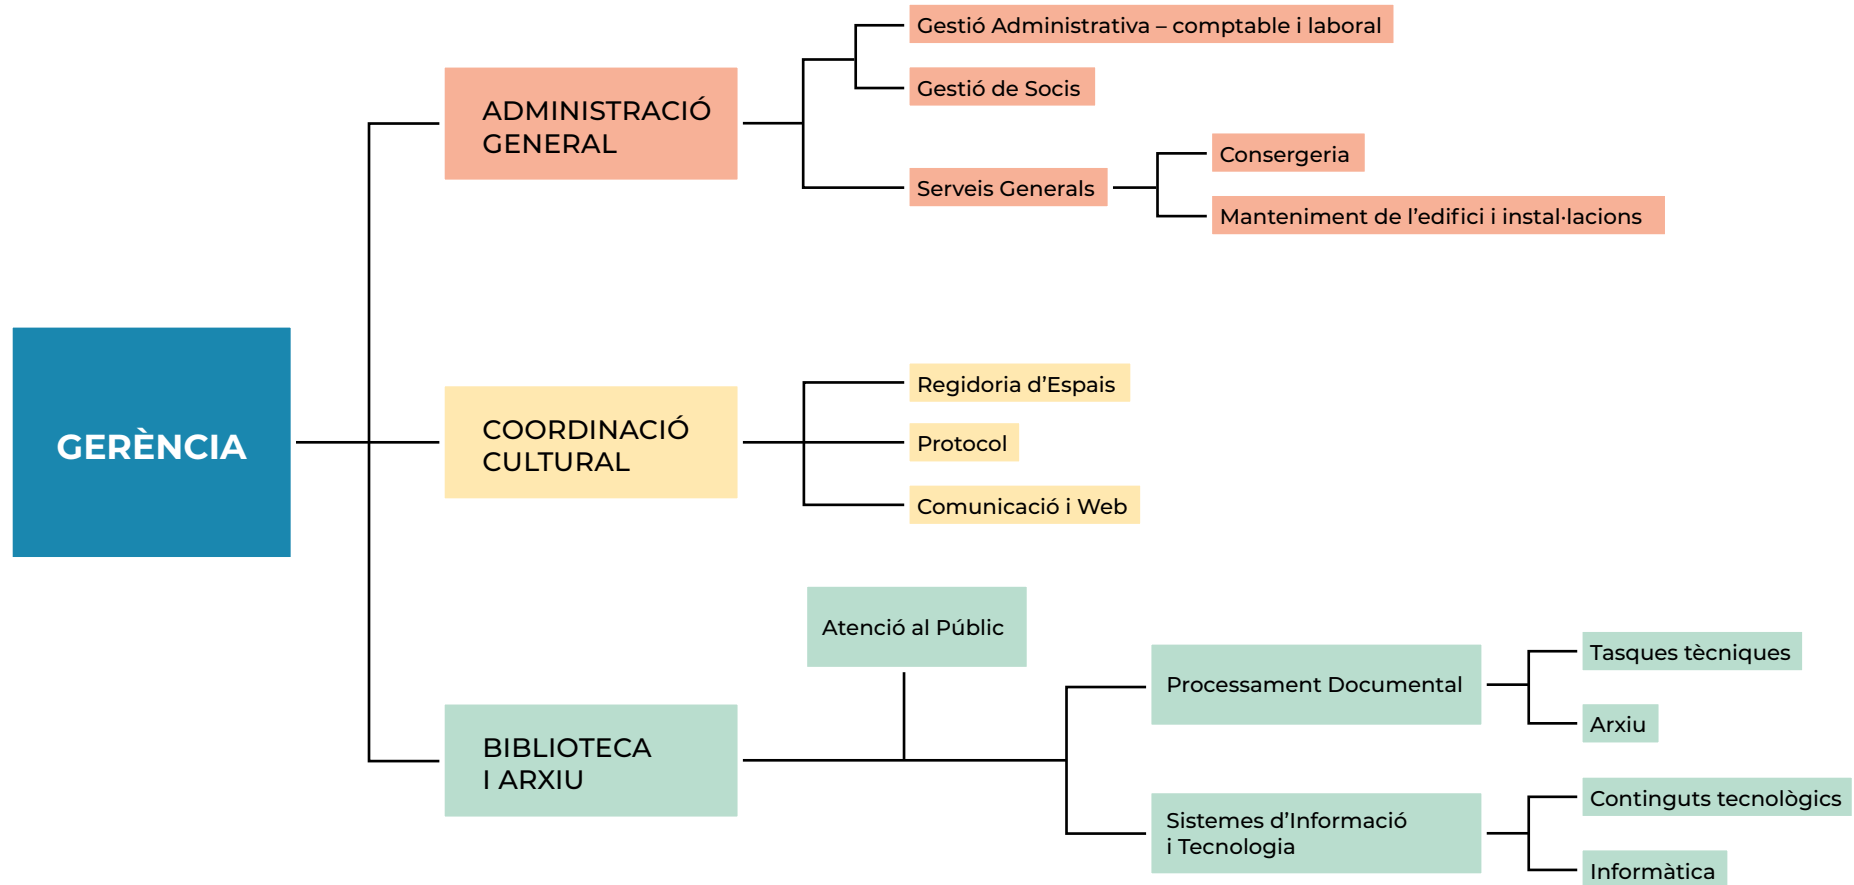 GERÈNCIA
ADMINISTRACIÓ
GENERAL
Gestió Administrativa – comptable i laboral
Gestió de Socis
Serveis Generals
Consergeria
Manteniment de l’edifici i instal·lacions
COORDINACIÓ
CULTURAL
Regidoria d’Espais
Protocol
Comunicació i Web
BIBLIOTECA
I ARXIU
Atenció al Públic
Processament Documental
Tasques tècniques
Arxiu
Sistemes d’Informació
i Tecnologia
Continguts tecnològics
Informàtica